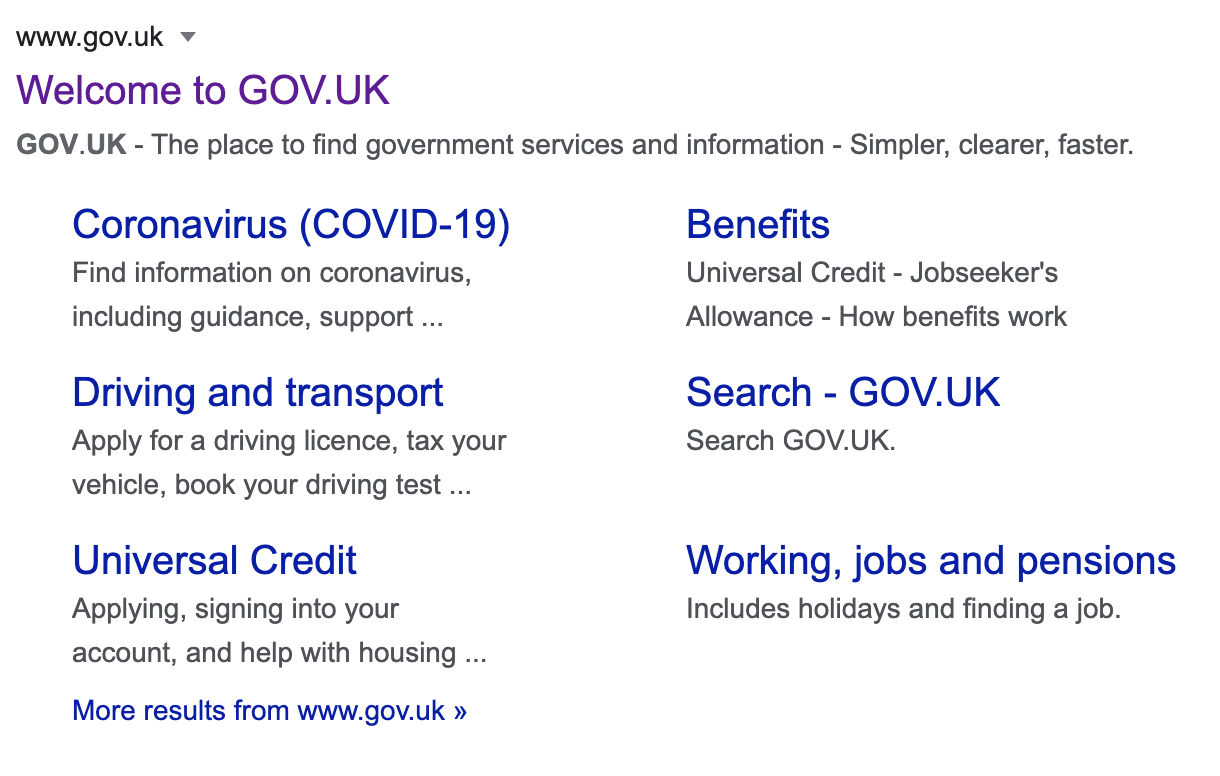 www.gov.uk
Welcome to GOV.UK
GOV.UK - The place to find government services and information - Simpler, clearer, faster.
Coronavirus (COVID-19)
Find information on coronavirus,
including guidance, support ...
Benefits
Universal Credit - Jobseeker's
Allowance - How benefits work
Driving and transport
Apply for a driving licence, tax your
vehicle, book your driving test ...
Search - GOV.UK
Search GOV.UK.
Universal Credit
Applying, signing into your
account, and help with housing ...
Working, jobs and pensions
Includes holidays and finding a job.
More results from www.gov.uk »